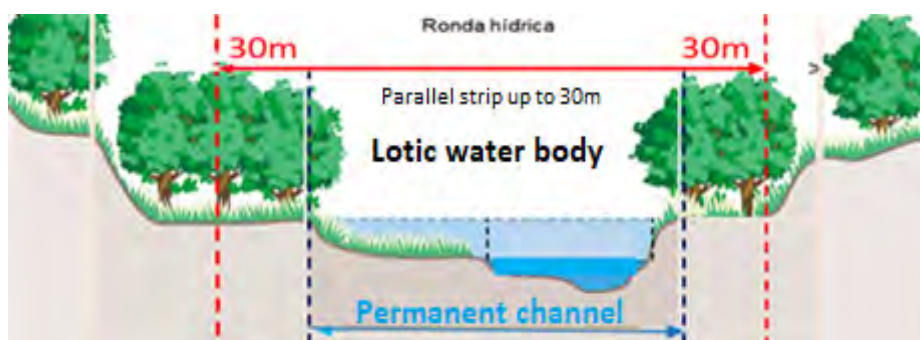 Ronda hídrica
30m 30m
Parallel strip up to 30m
Lotic water body
Permanent channel